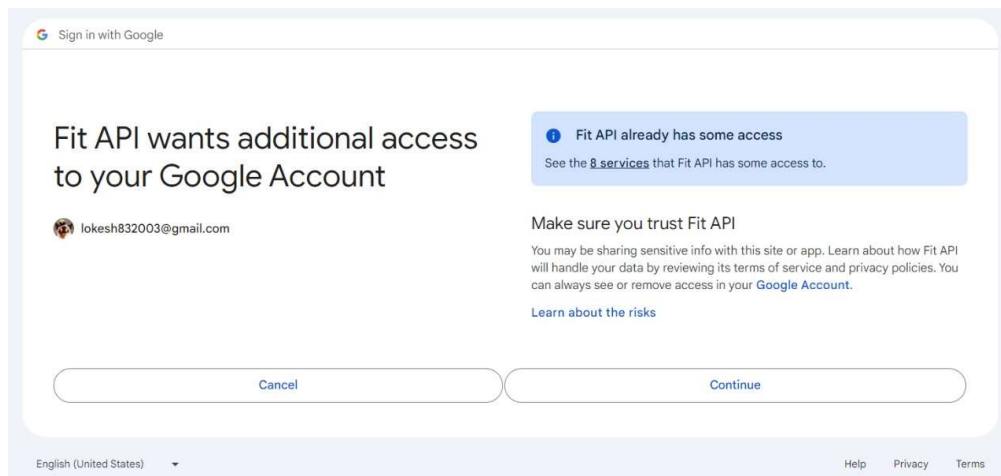 Sign in with Google
Fit API wants additional access
to your Google Account
lokesh832003@gmail.com
Fit API already has some access
See the 8 services that Fit API has some access to.
Make sure you trust Fit API
You may be sharing sensitive info with this site or app. Learn about how Fit API
will handle your data by reviewing its terms of service and privacy policies. You
can always see or remove access in your Google Account.
Learn about the risks
Cancel
Continue
English (United States)
Help Privacy Terms